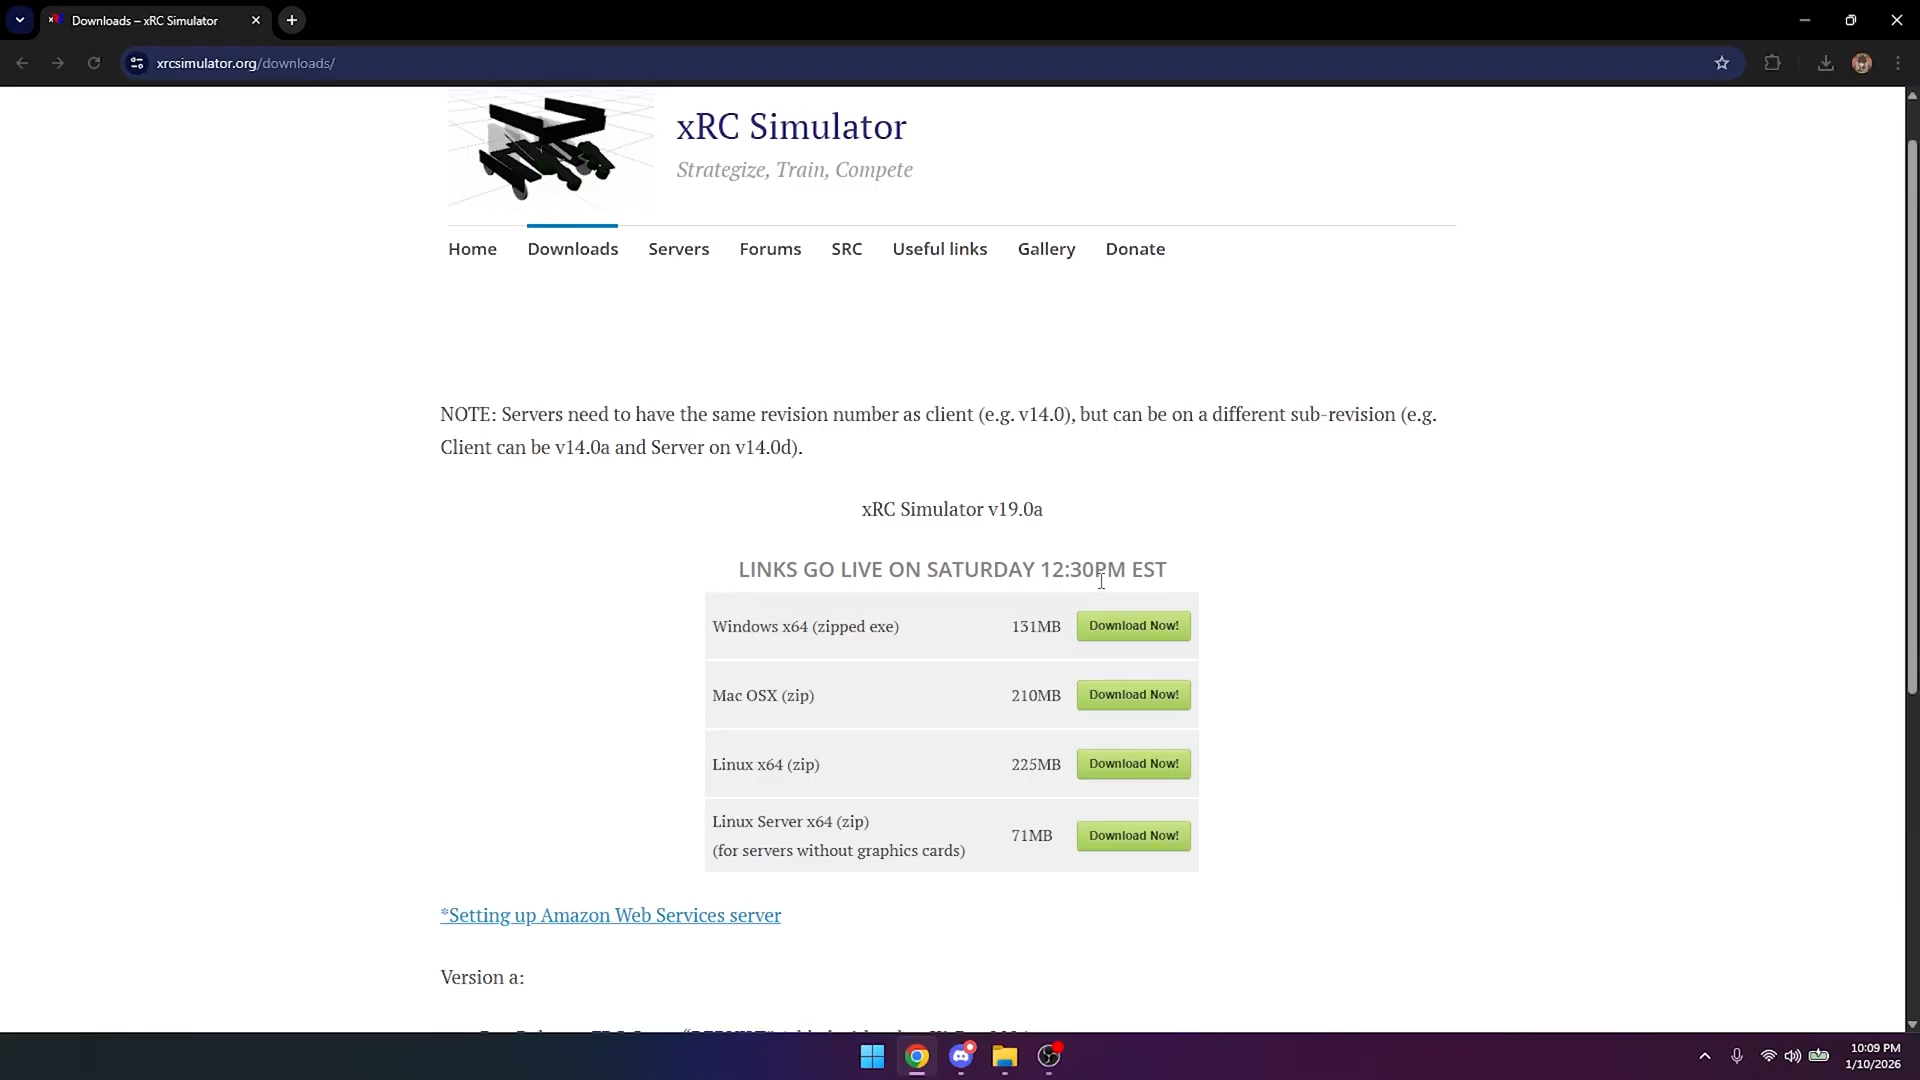 Downloads – xRC Simulator
xrcsimulator.org/downloads/
xRC Simulator
Strategize, Train, Compete
Home Downloads Servers Forums SRC Useful links Gallery Donate
NOTE: Servers need to have the same revision number as client (e.g. v14.0), but can be on a different sub-revision (e.g.
Client can be v14.0a and Server on v14.0d).
xRC Simulator v19.0a
LINKS GO LIVE ON SATURDAY 12:30PM EST
Windows x64 (zipped exe) 131MB Download Now!
Mac OSX (zip) 210MB Download Now!
Linux x64 (zip) 225MB Download Now!
Linux Server x64 (zip)
(for servers without graphics cards) 71MB Download Now!
*Setting up Amazon Web Services server
Version a:
10:09 PM
1/10/2026